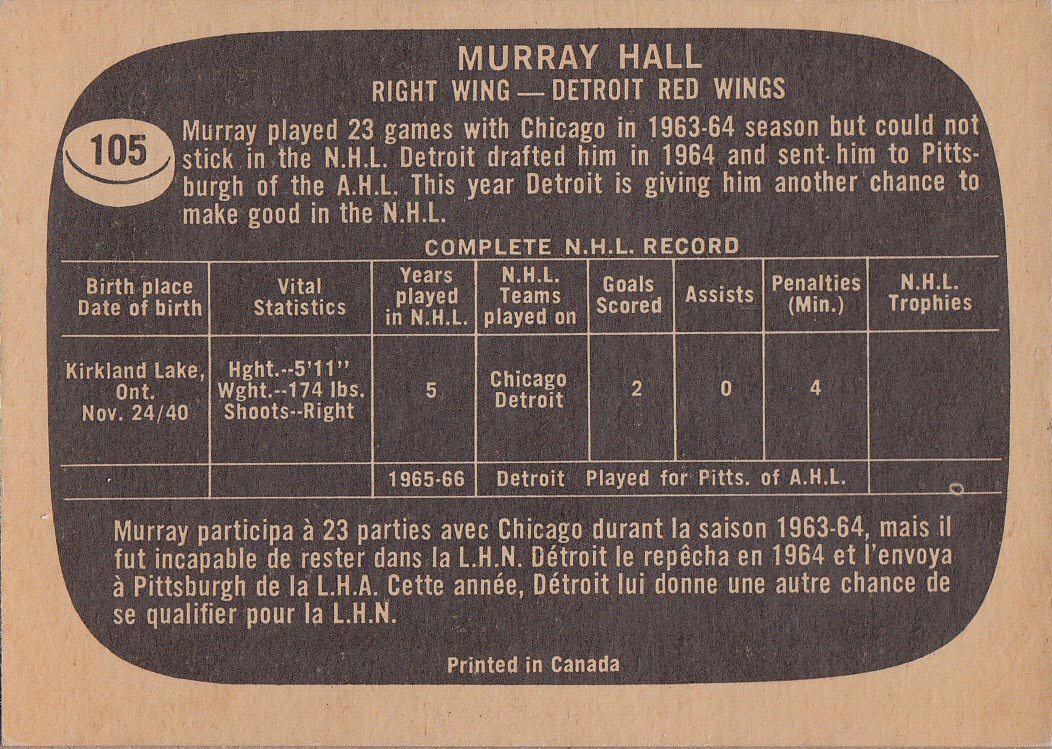 MURRAY HALL
RIGHT WING — DETROIT RED WINGS
105
Murray played 23 games with Chicago in 1963-64 season but could not
stick in the N.H.L. Detroit drafted him in 1964 and sent him to Pitts-
burgh of the A.H.L. This year Detroit is giving him another chance to
make good in the N.H.L.
COMPLETE N.H.L. RECORD
Birth place
Date of birth
Vital
Statistics
Years
played
in N.H.L.
N.H.L.
Teams
played on
Goals
Scored
Assists
Penalties
(Min.)
N.H.L.
Trophies
Kirkland Lake,
Ont.
Nov. 24/40
Hght.--5'11"
Wght.--174 lbs.
Shoots--Right
5
Chicago
Detroit
2
0
4
1965-66
Detroit Played for Pitts. of A.H.L.
Murray participa à 23 parties avec Chicago durant la saison 1963-64, mais il
fut incapable de rester dans la L.H.N. Détroit le repêcha en 1964 et l'envoya
à Pittsburgh de la L.H.A. Cette année, Détroit lui donne une autre chance de
se qualifier pour la L.H.N.
Printed in Canada